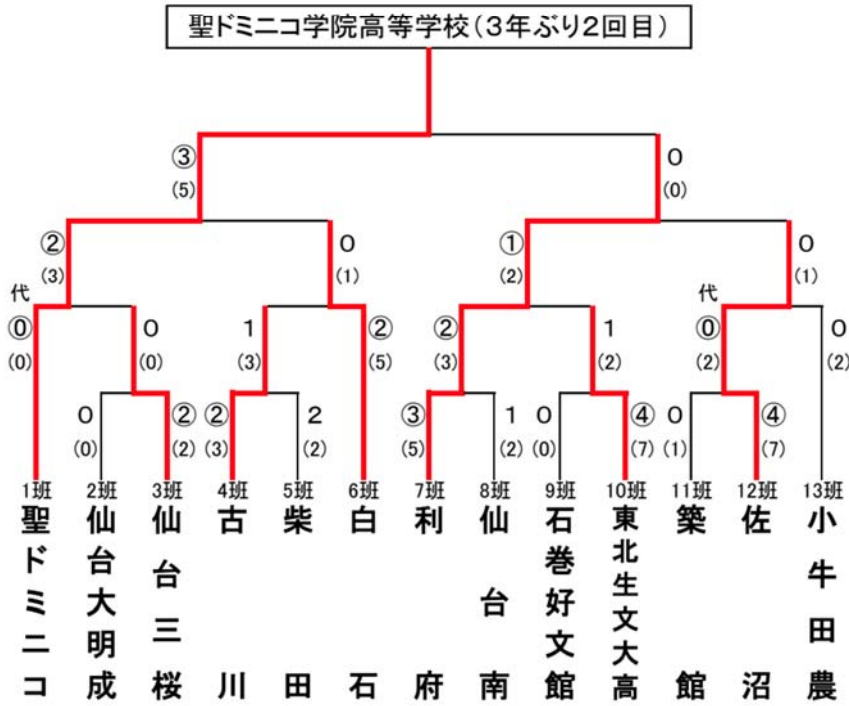 聖ドミニコ学院高等学校(3年ぶり2回目)
③ 0
(5) (0)
② 0 ① 0
(3) (1) (2) (1)
代 代
⓪ 0 1 ② ② 1 ⓪ 0
(0) (0) (3) (5) (3) (2) (2) (2)
0 ② ② 2 ③ 1 0 ④ 0 ④
(0) (2) (3) (2) (5) (2) (0) (7) (1) (7)
1班 2班 3班 4班 5班 6班 7班 8班 9班 10班 11班 12班 13班
聖ドミニコ
仙台大明成
仙台三桜
古川
柴田
白石
利府
仙台南
石巻好文館
東北生文大高
築館
佐沼
小牛田農